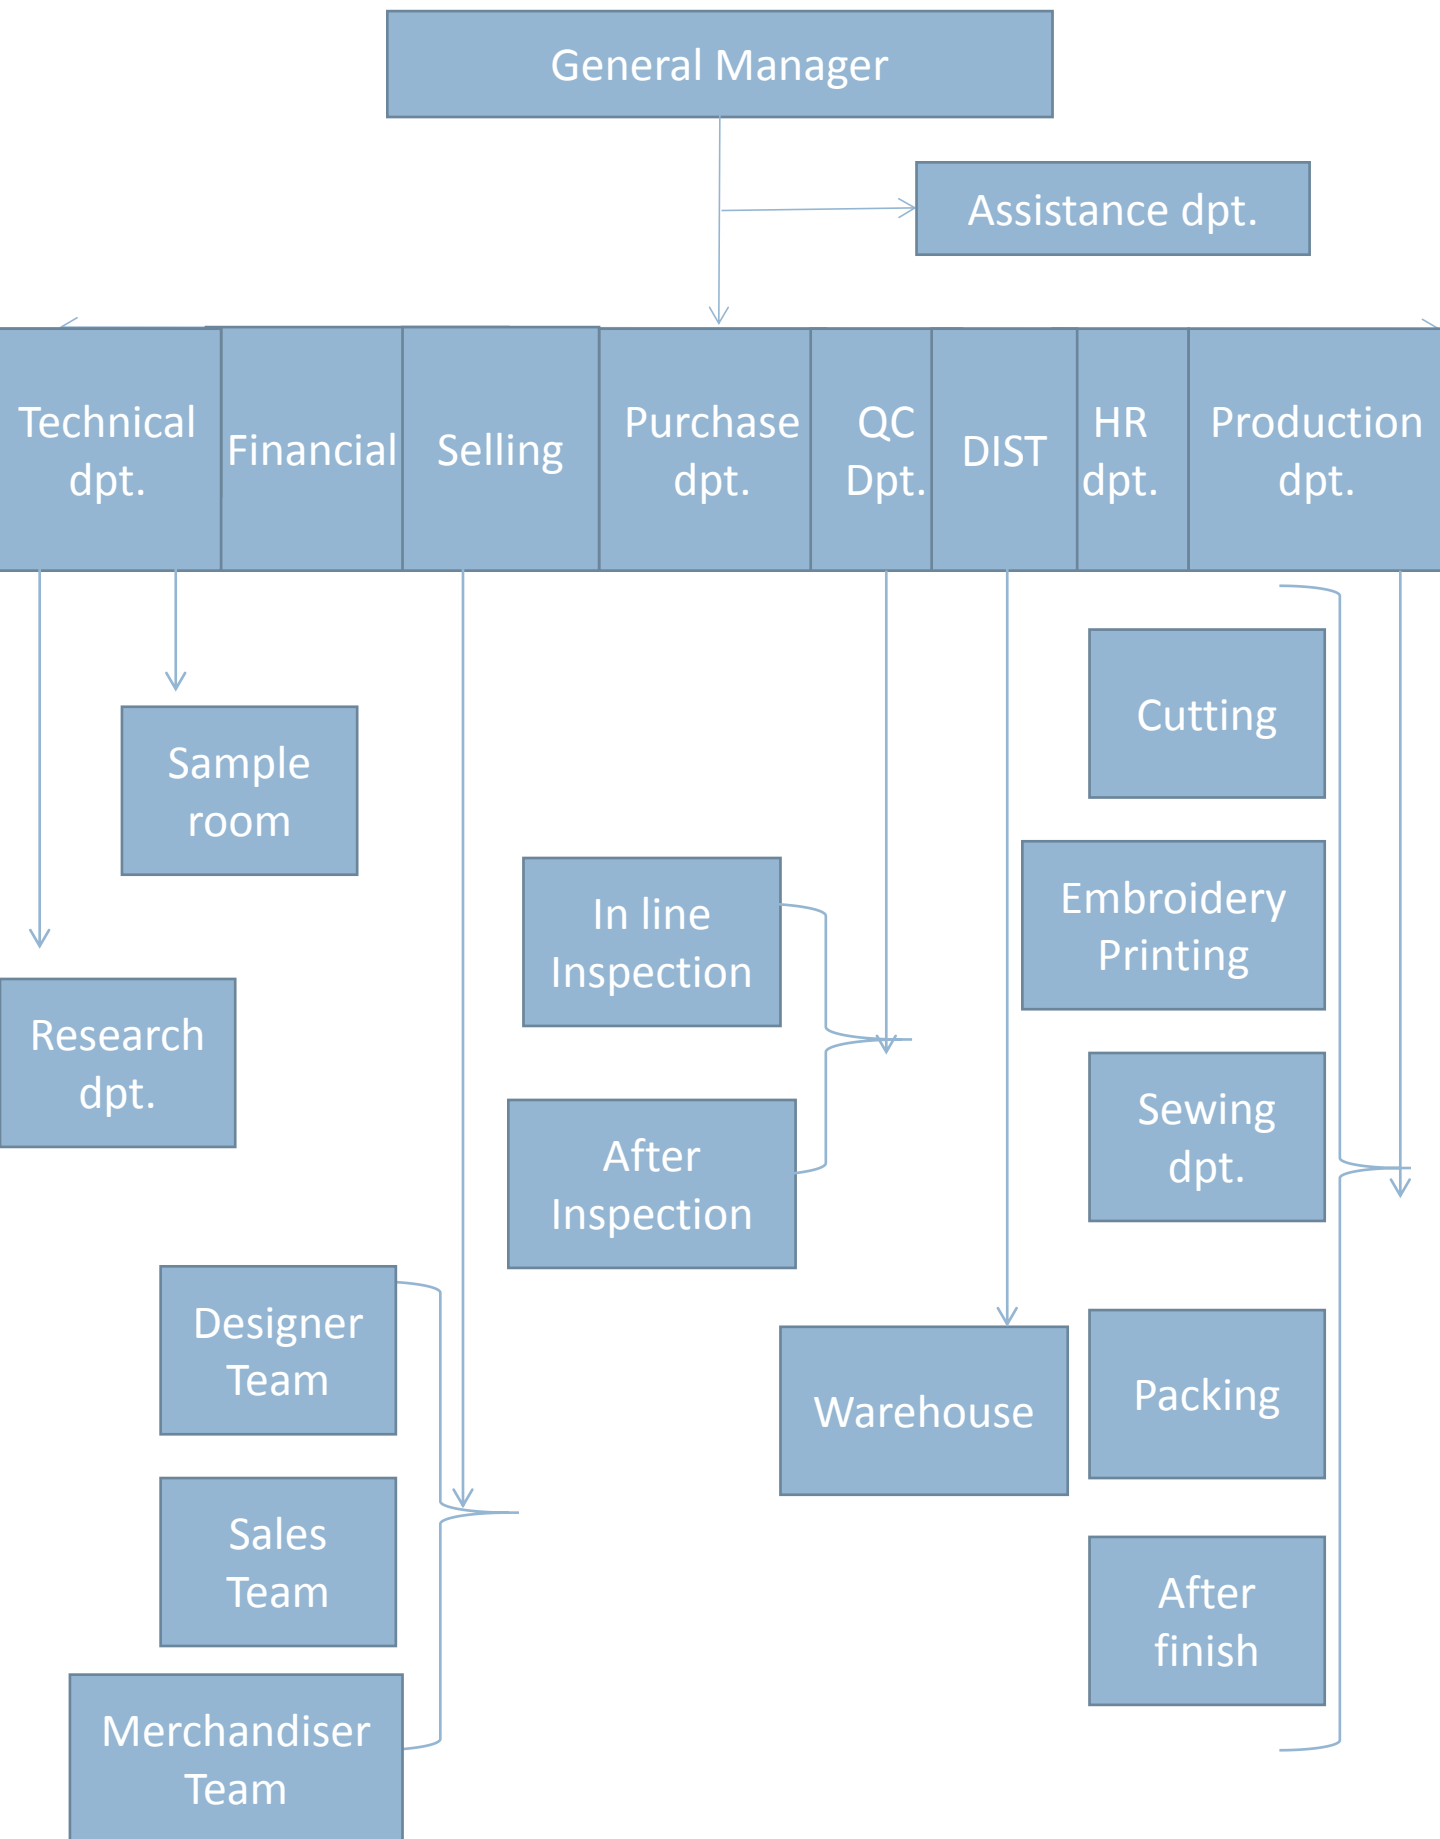 General Manager
Assistance dpt.
Technical
dpt.
Financial
Selling
Purchase
dpt.
QC
Dpt.
DIST
HR
dpt.
Production
dpt.
Sample
room
Research
dpt.
In line
Inspection
After
Inspection
Designer
Team
Sales
Team
Merchandiser
Team
Warehouse
Cutting
Embroidery
Printing
Sewing
dpt.
Packing
After
finish